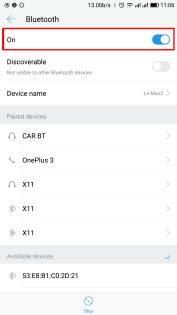 13.00b/s 11:06
Bluetooth
On
Discoverable
Not visible to other Bluetooth devices
Device name Le Max2
Paired devices
CAR BT
OnePlus 3
X11
X11
X11
Available devices
53:E8:B1:C0:2D:21
Stop